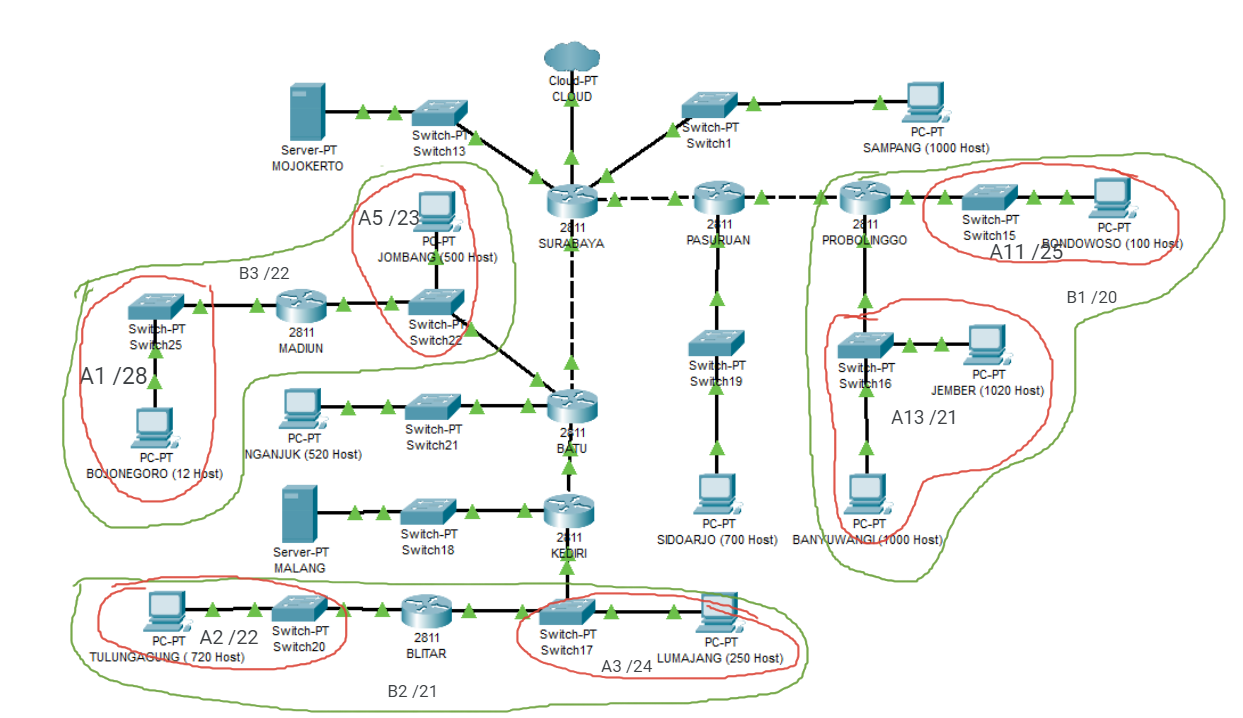 Cloud-PT
CLOUD
Server-PT
MOJOKERTO
Switch-PT
Switch13
Switch-PT
Switch1
PC-PT
SAMPANG (1000 Host)
A5 /23
PC-PT
JOMBANG (500 Host)
2811
SURABAYA
2811
PASURUAN
2811
PROBOLINGGO
Switch-PT
Switch15
PC-PT
BONDOWOSO (100 Host)
A11 /25
B3 /22
B1 /20
Switch-PT
Switch25
2811
MADIUN
Switch-PT
Switch22
A1 /28
Switch-PT
Switch19
Switch-PT
Switch16
PC-PT
JEMBER (1020 Host)
A13 /21
PC-PT
BOJONEGORO (12 Host)
PC-PT
NGANJUK (520 Host)
Switch-PT
Switch21
2811
BATU
PC-PT
SIDOARJO (700 Host)
PC-PT
BANYUWANGI (1000 Host)
Server-PT
MALANG
Switch-PT
Switch18
2811
KEDIRI
PC-PT
TULUNGAGUNG ( 720 Host)
A2 /22
Switch-PT
Switch20
2811
BLITAR
Switch-PT
Switch17
A3 /24
PC-PT
LUMAJANG (250 Host)
B2 /21